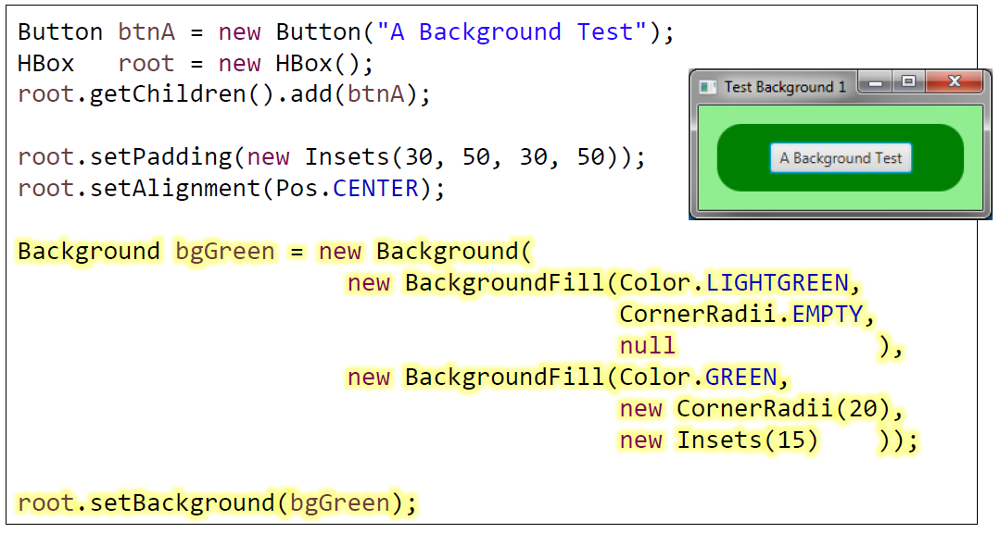 Button btnA = new Button("A Background Test");
HBox   root = new HBox();
root.getChildren().add(btnA);
root.setPadding(new Insets(30, 50, 30, 50));
root.setAlignment(Pos.CENTER);
Background bgGreen = new Background(
new BackgroundFill(Color.LIGHTGREEN,
CornerRadii.EMPTY,
null              ),
new BackgroundFill(Color.GREEN,
new CornerRadii(20),
new Insets(15)    ));
root.setBackground(bgGreen);
Test Background 1
A Background Test